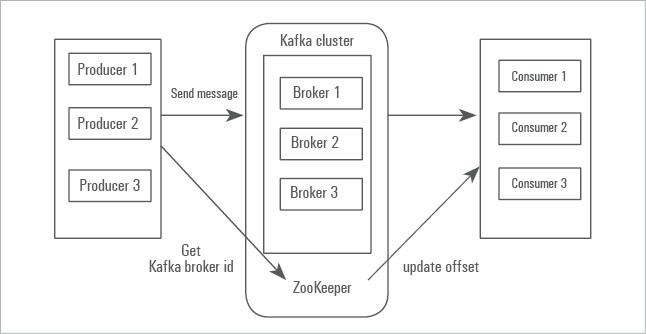 Kafka cluster
Producer 1
Producer 2
Producer 3
Send message
Broker 1
Broker 2
Broker 3
Consumer 1
Consumer 2
Consumer 3
Get
Kafka broker id
ZooKeeper
update offset